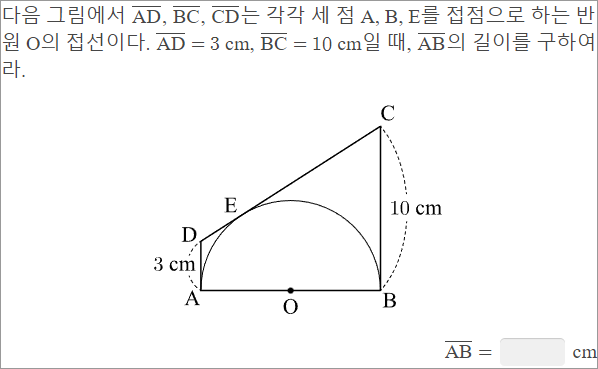 다음 그림에서 AD, BC, CD는 각각 세 점 A, B, E를 접점으로 하는 반
원 O의 접선이다. AD = 3 cm, BC = 10 cm일 때, AB의 길이를 구하여
라.
C
E
10 cm
D
3 cm
A
O
B
AB = cm